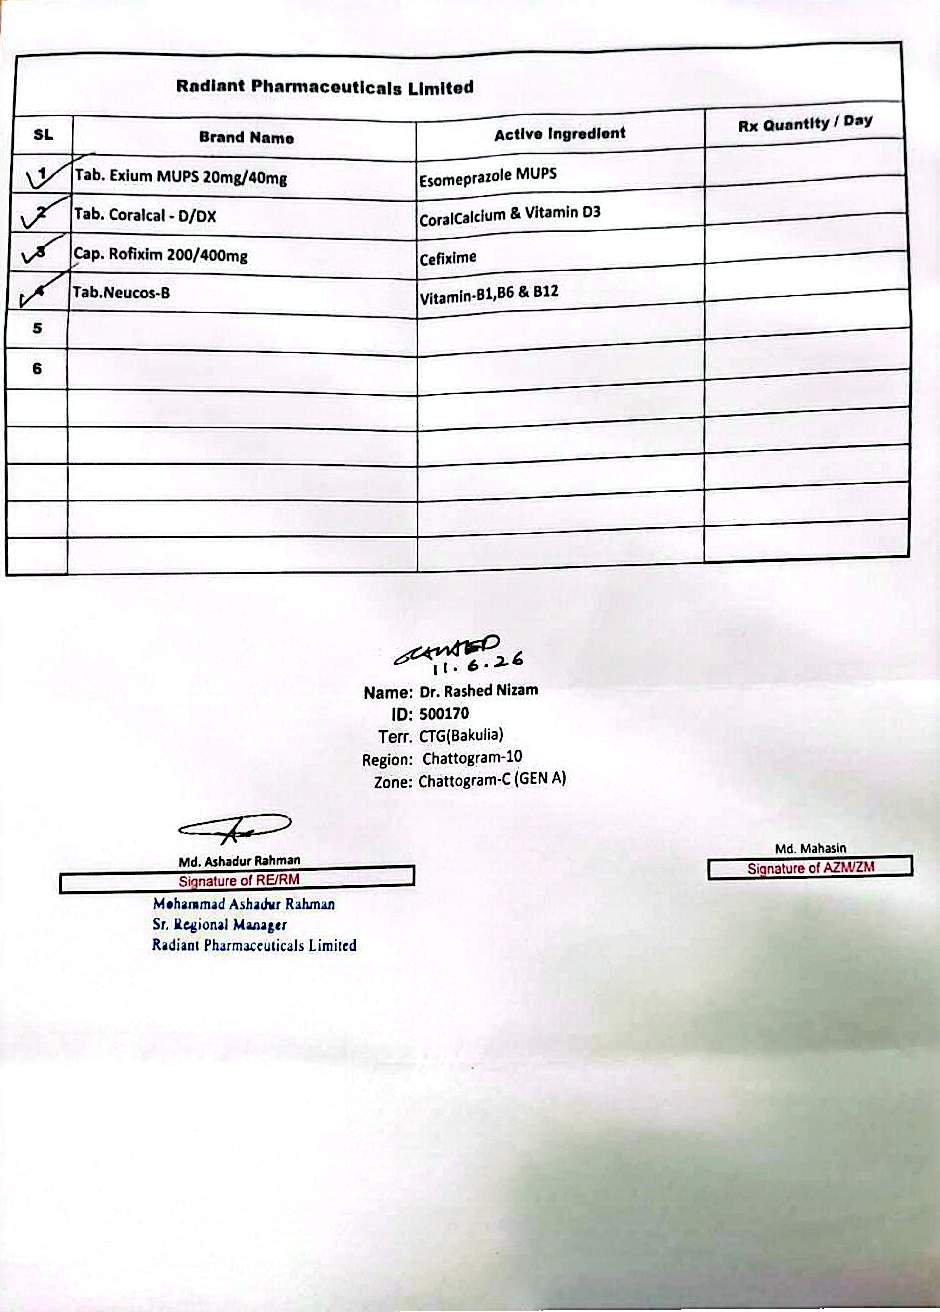 Radiant Pharmaceuticals Limited
SL Brand Name Active Ingredient Rx Quantity / Day
1 Tab. Exium MUPS 20mg/40mg Esomeprazole MUPS
2 Tab. Coralcal - D/DX CoralCalcium & Vitamin D3
3 Cap. Rofixim 200/400mg Cefixime
4 Tab.Neucos-B Vitamin-B1,B6 & B12
5
6
11.6.26
Name: Dr. Rashed Nizam
ID: 500170
Terr. CTG(Bakulia)
Region: Chattogram-10
Zone: Chattogram-C (GEN A)
Md. Ashadur Rahman
Signature of RE/RM
Mohammad Ashadur Rahman
Sr. Regional Manager
Radiant Pharmaceuticals Limited
Md. Mahasin
Signature of AZM/ZM